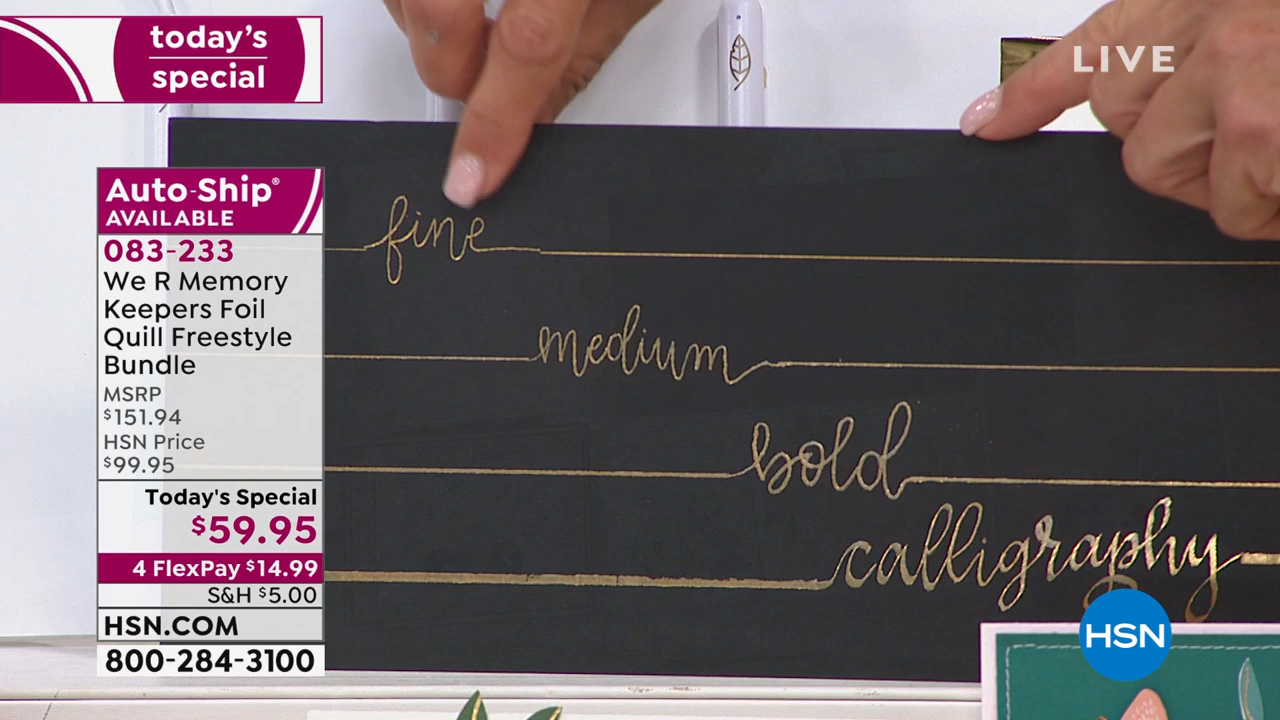 today's
special
LIVE
Auto-Ship®
AVAILABLE
083-233
We R Memory
Keepers Foil
Quill Freestyle
Bundle
MSRP
$151.94
HSN Price
$99.95
Today's Special
$59.95
4 FlexPay $14.99
S&H $5.00
HSN.COM
800-284-3100
fine
medium
bold
calligraphy
HSN